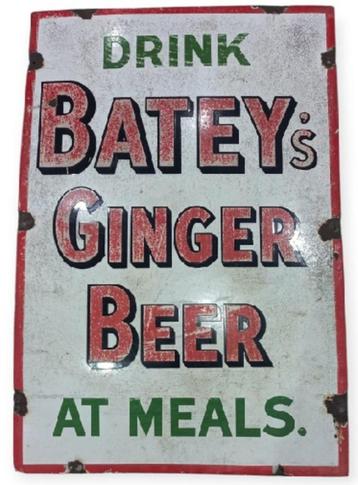 DRINK
BATEY's
GINGER
BEER
AT MEALS.